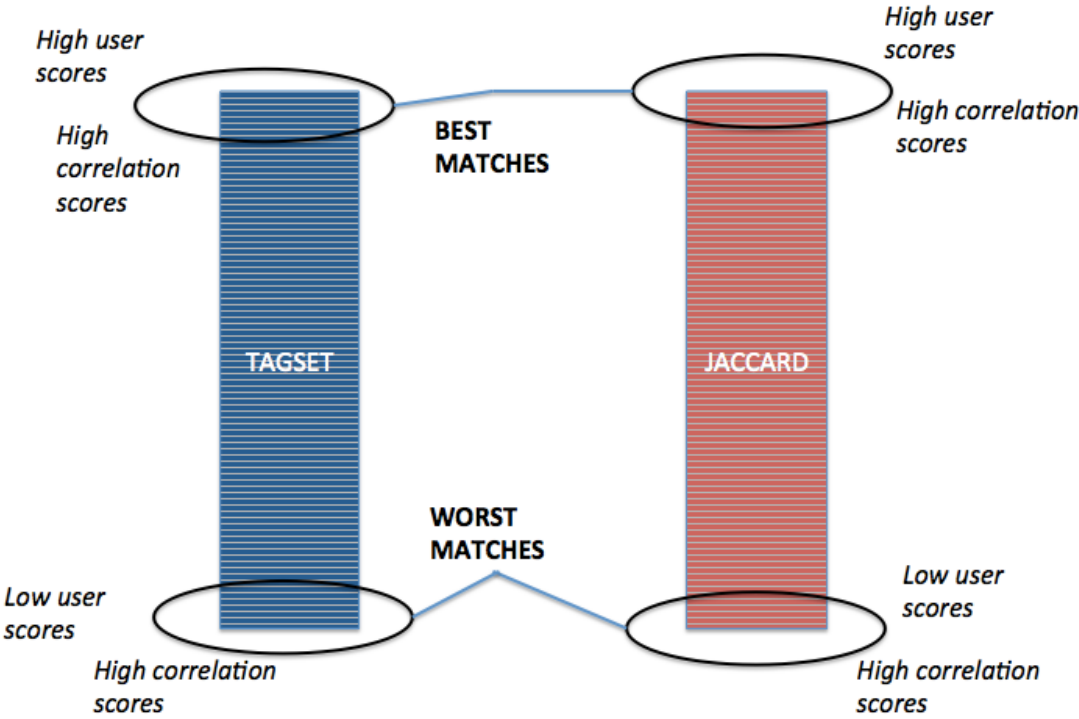 High user
scores
High
correlation
scores
BEST
MATCHES
High user
scores
High correlation
scores
TAGSET
JACCARD
WORST
MATCHES
Low user
scores
High correlation
scores
Low user
scores
High correlation
scores